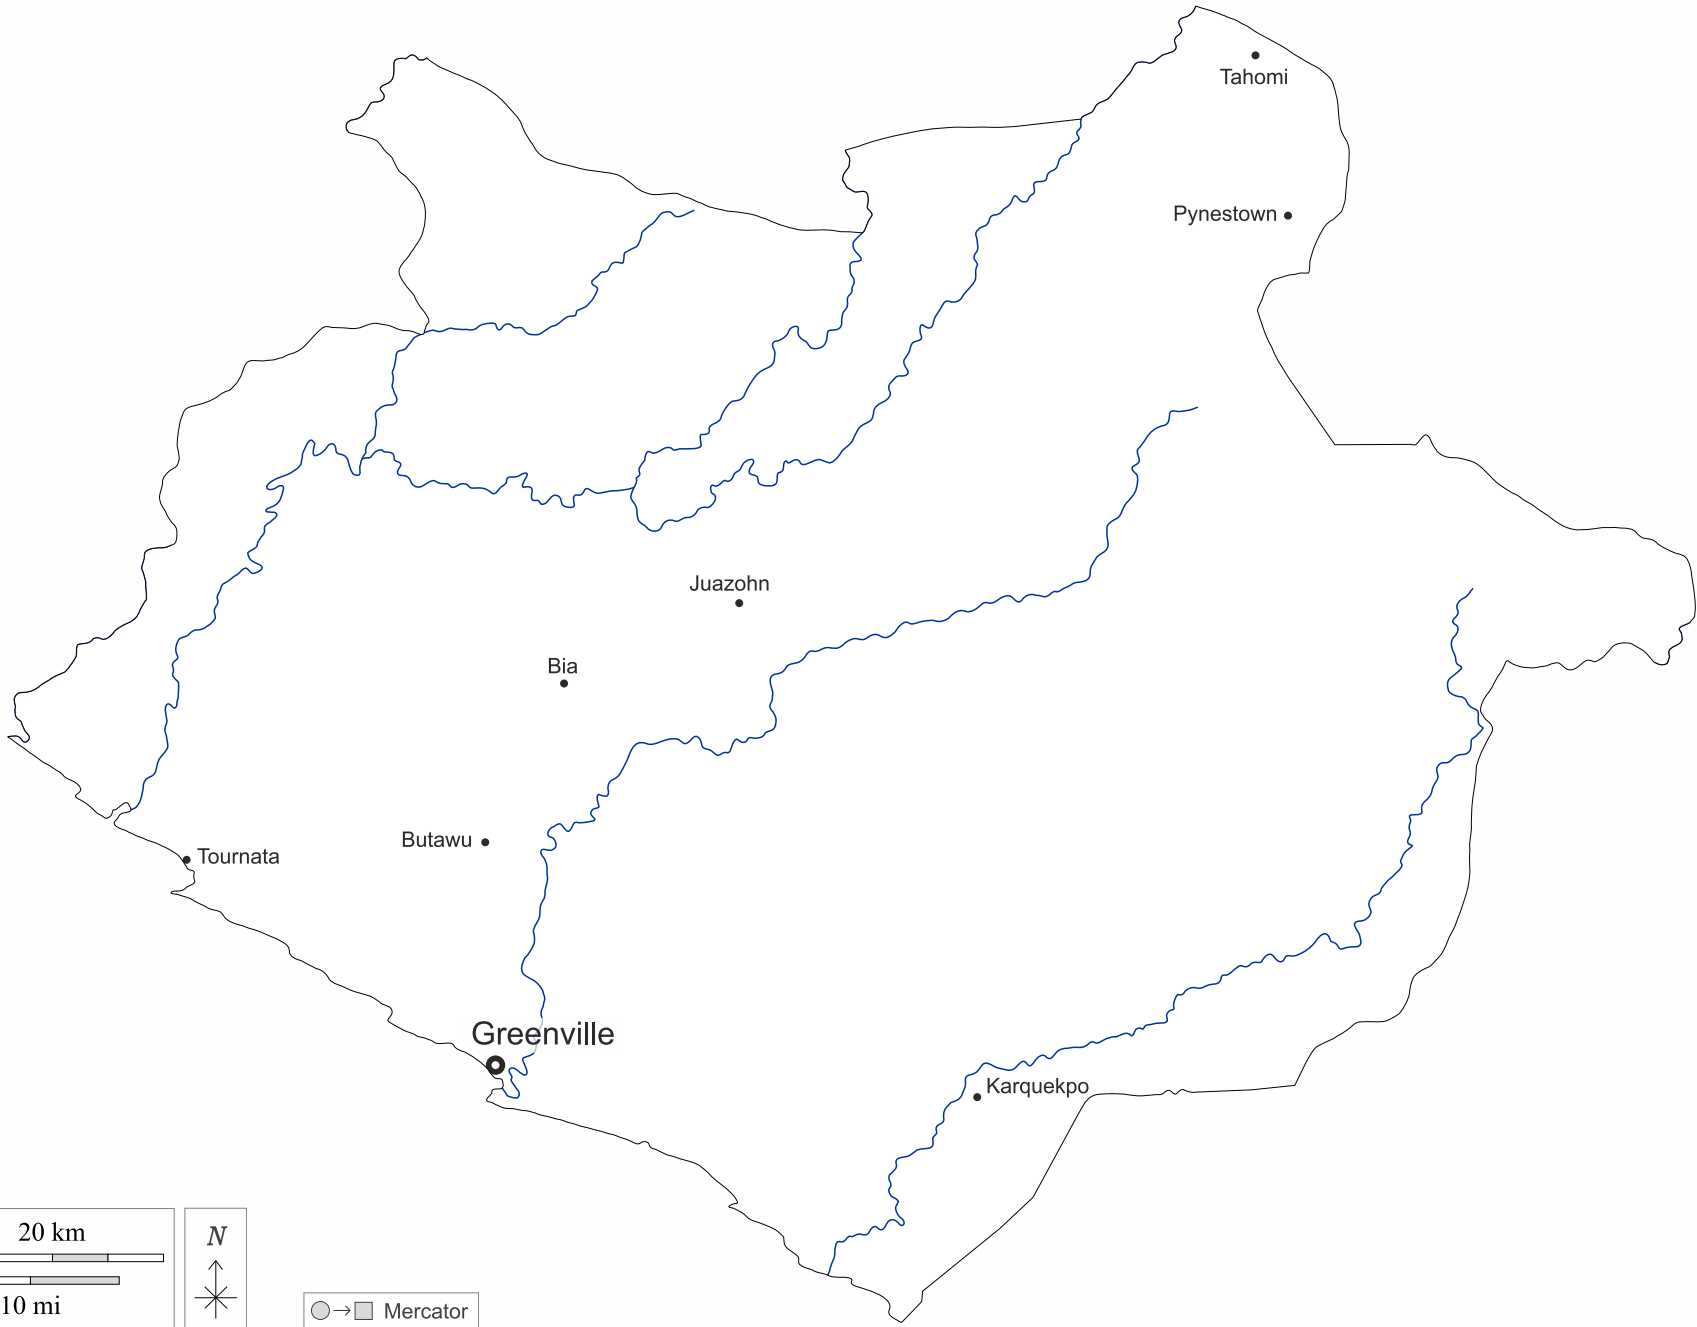 Tahomi
Pynestown
Juazohn
Bia
Butawu
Tournata
Greenville
Karquekpo
20 km
10 mi
N
Mercator